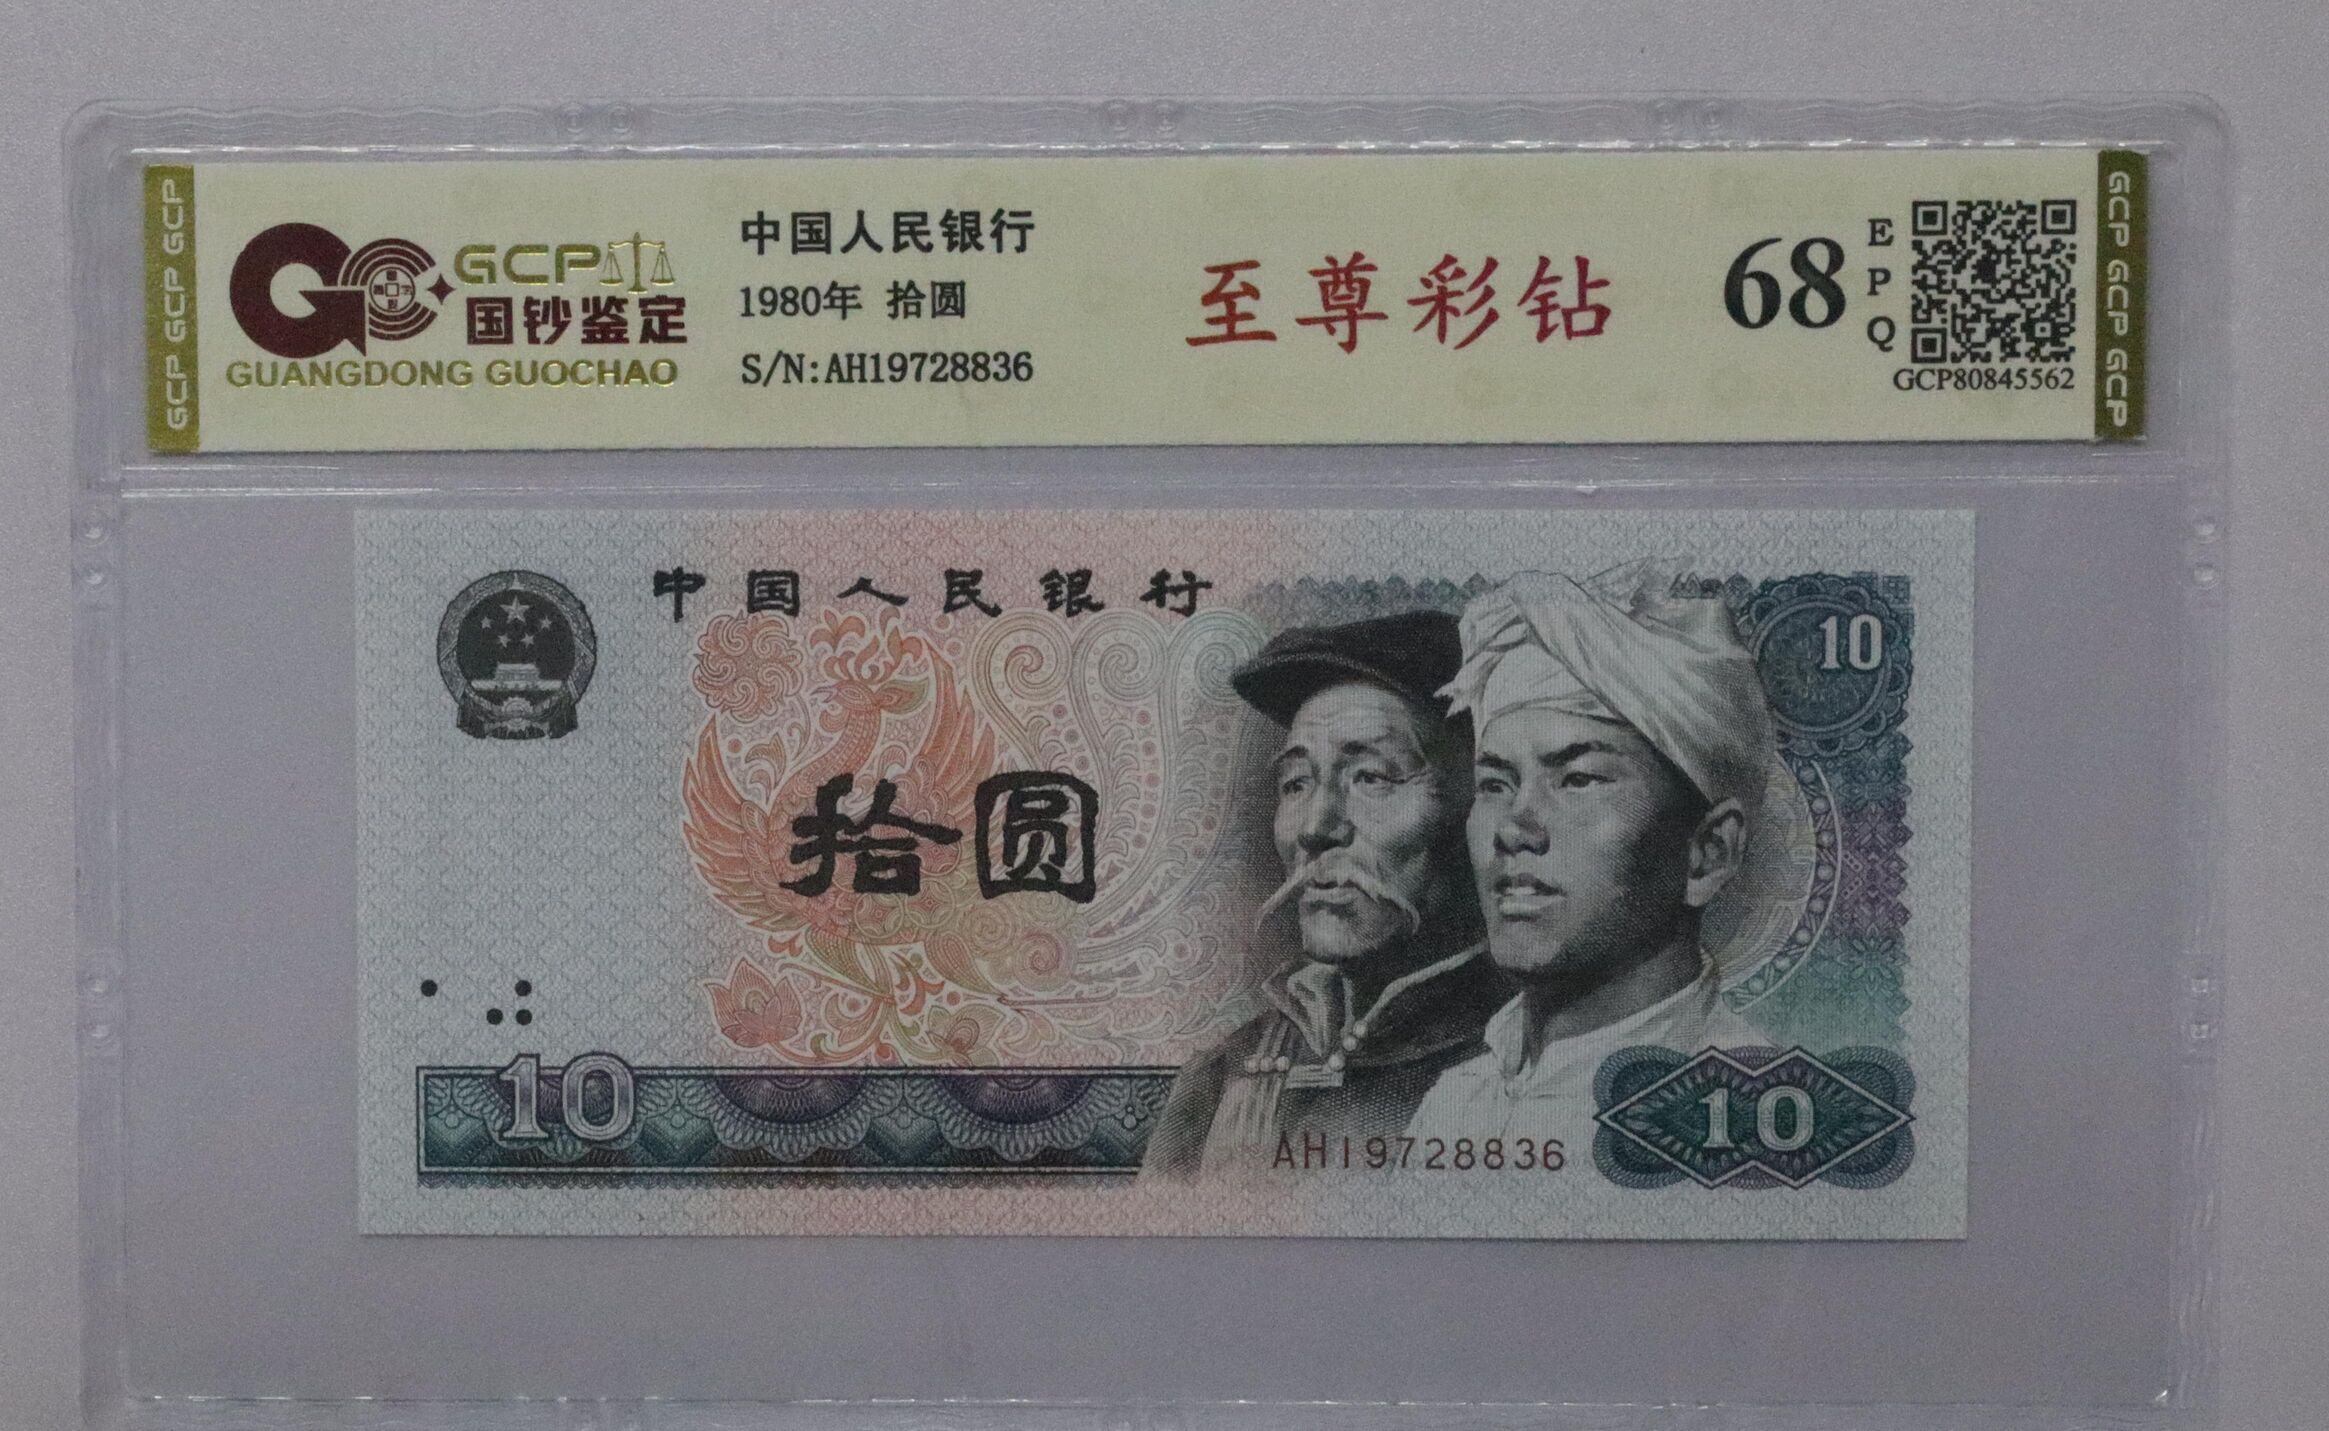 GCP GCP GCP
GCP
国钞鉴定
GUANGDONG GUOCHAO
中国人民银行
1980年 拾圆
S/N:AH19728836
至尊彩钻
68
EPQ
GCP80845562
GCP GCP GCP
中国人民银行
10
拾圆
10
AH19728836
10